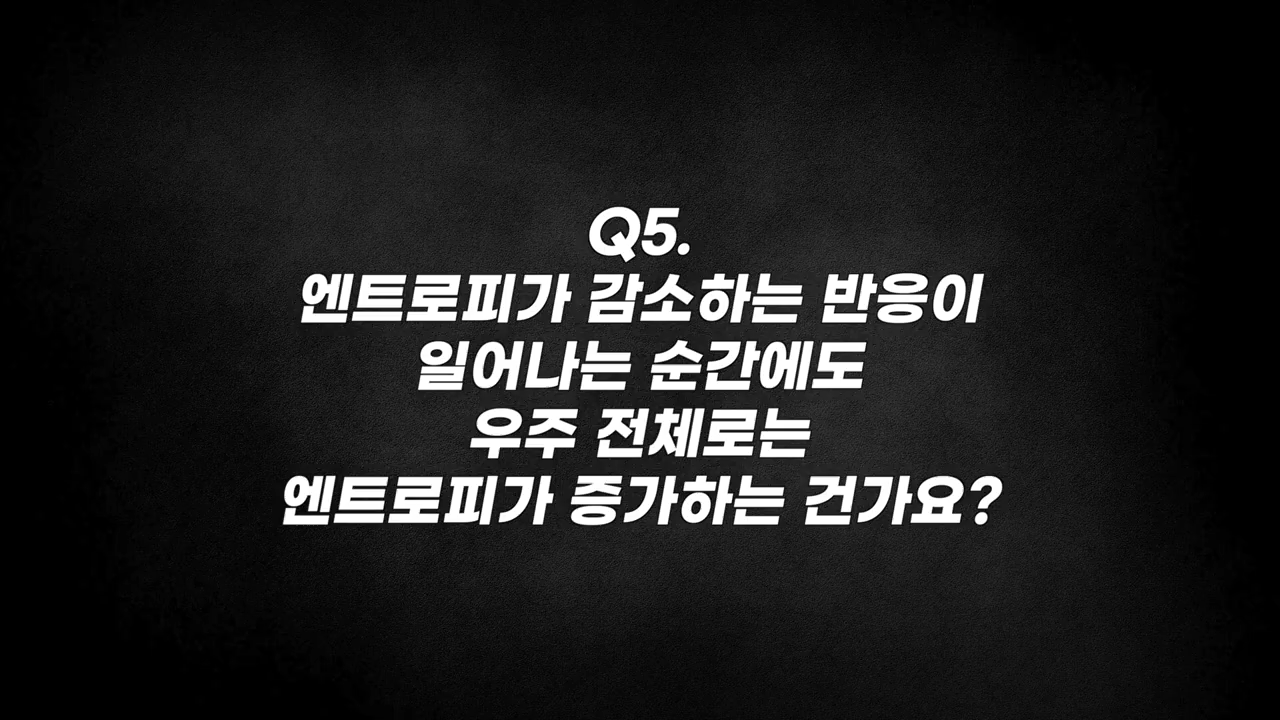 Q5.
엔트로피가 감소하는 반응이
일어나는 순간에도
우주 전체로는
엔트로피가 증가하는 건가요?